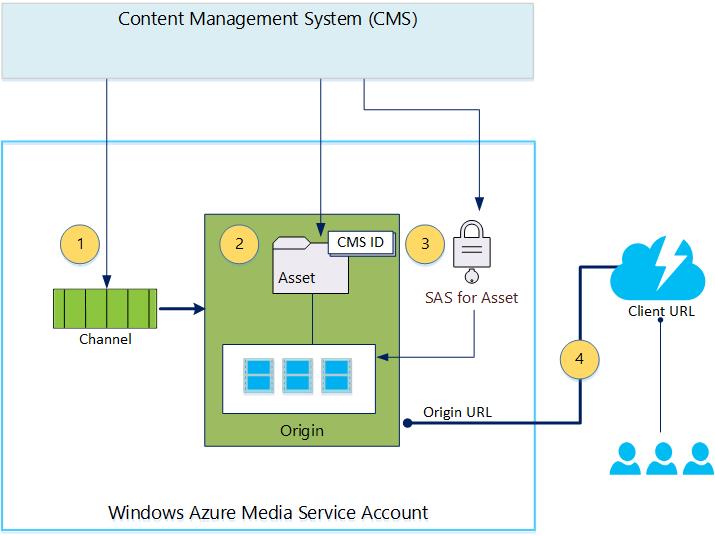 Content Management System (CMS)
1
2
CMS ID
3
Asset
SAS for Asset
Client URL
Channel
4
Origin URL
Origin
Windows Azure Media Service Account